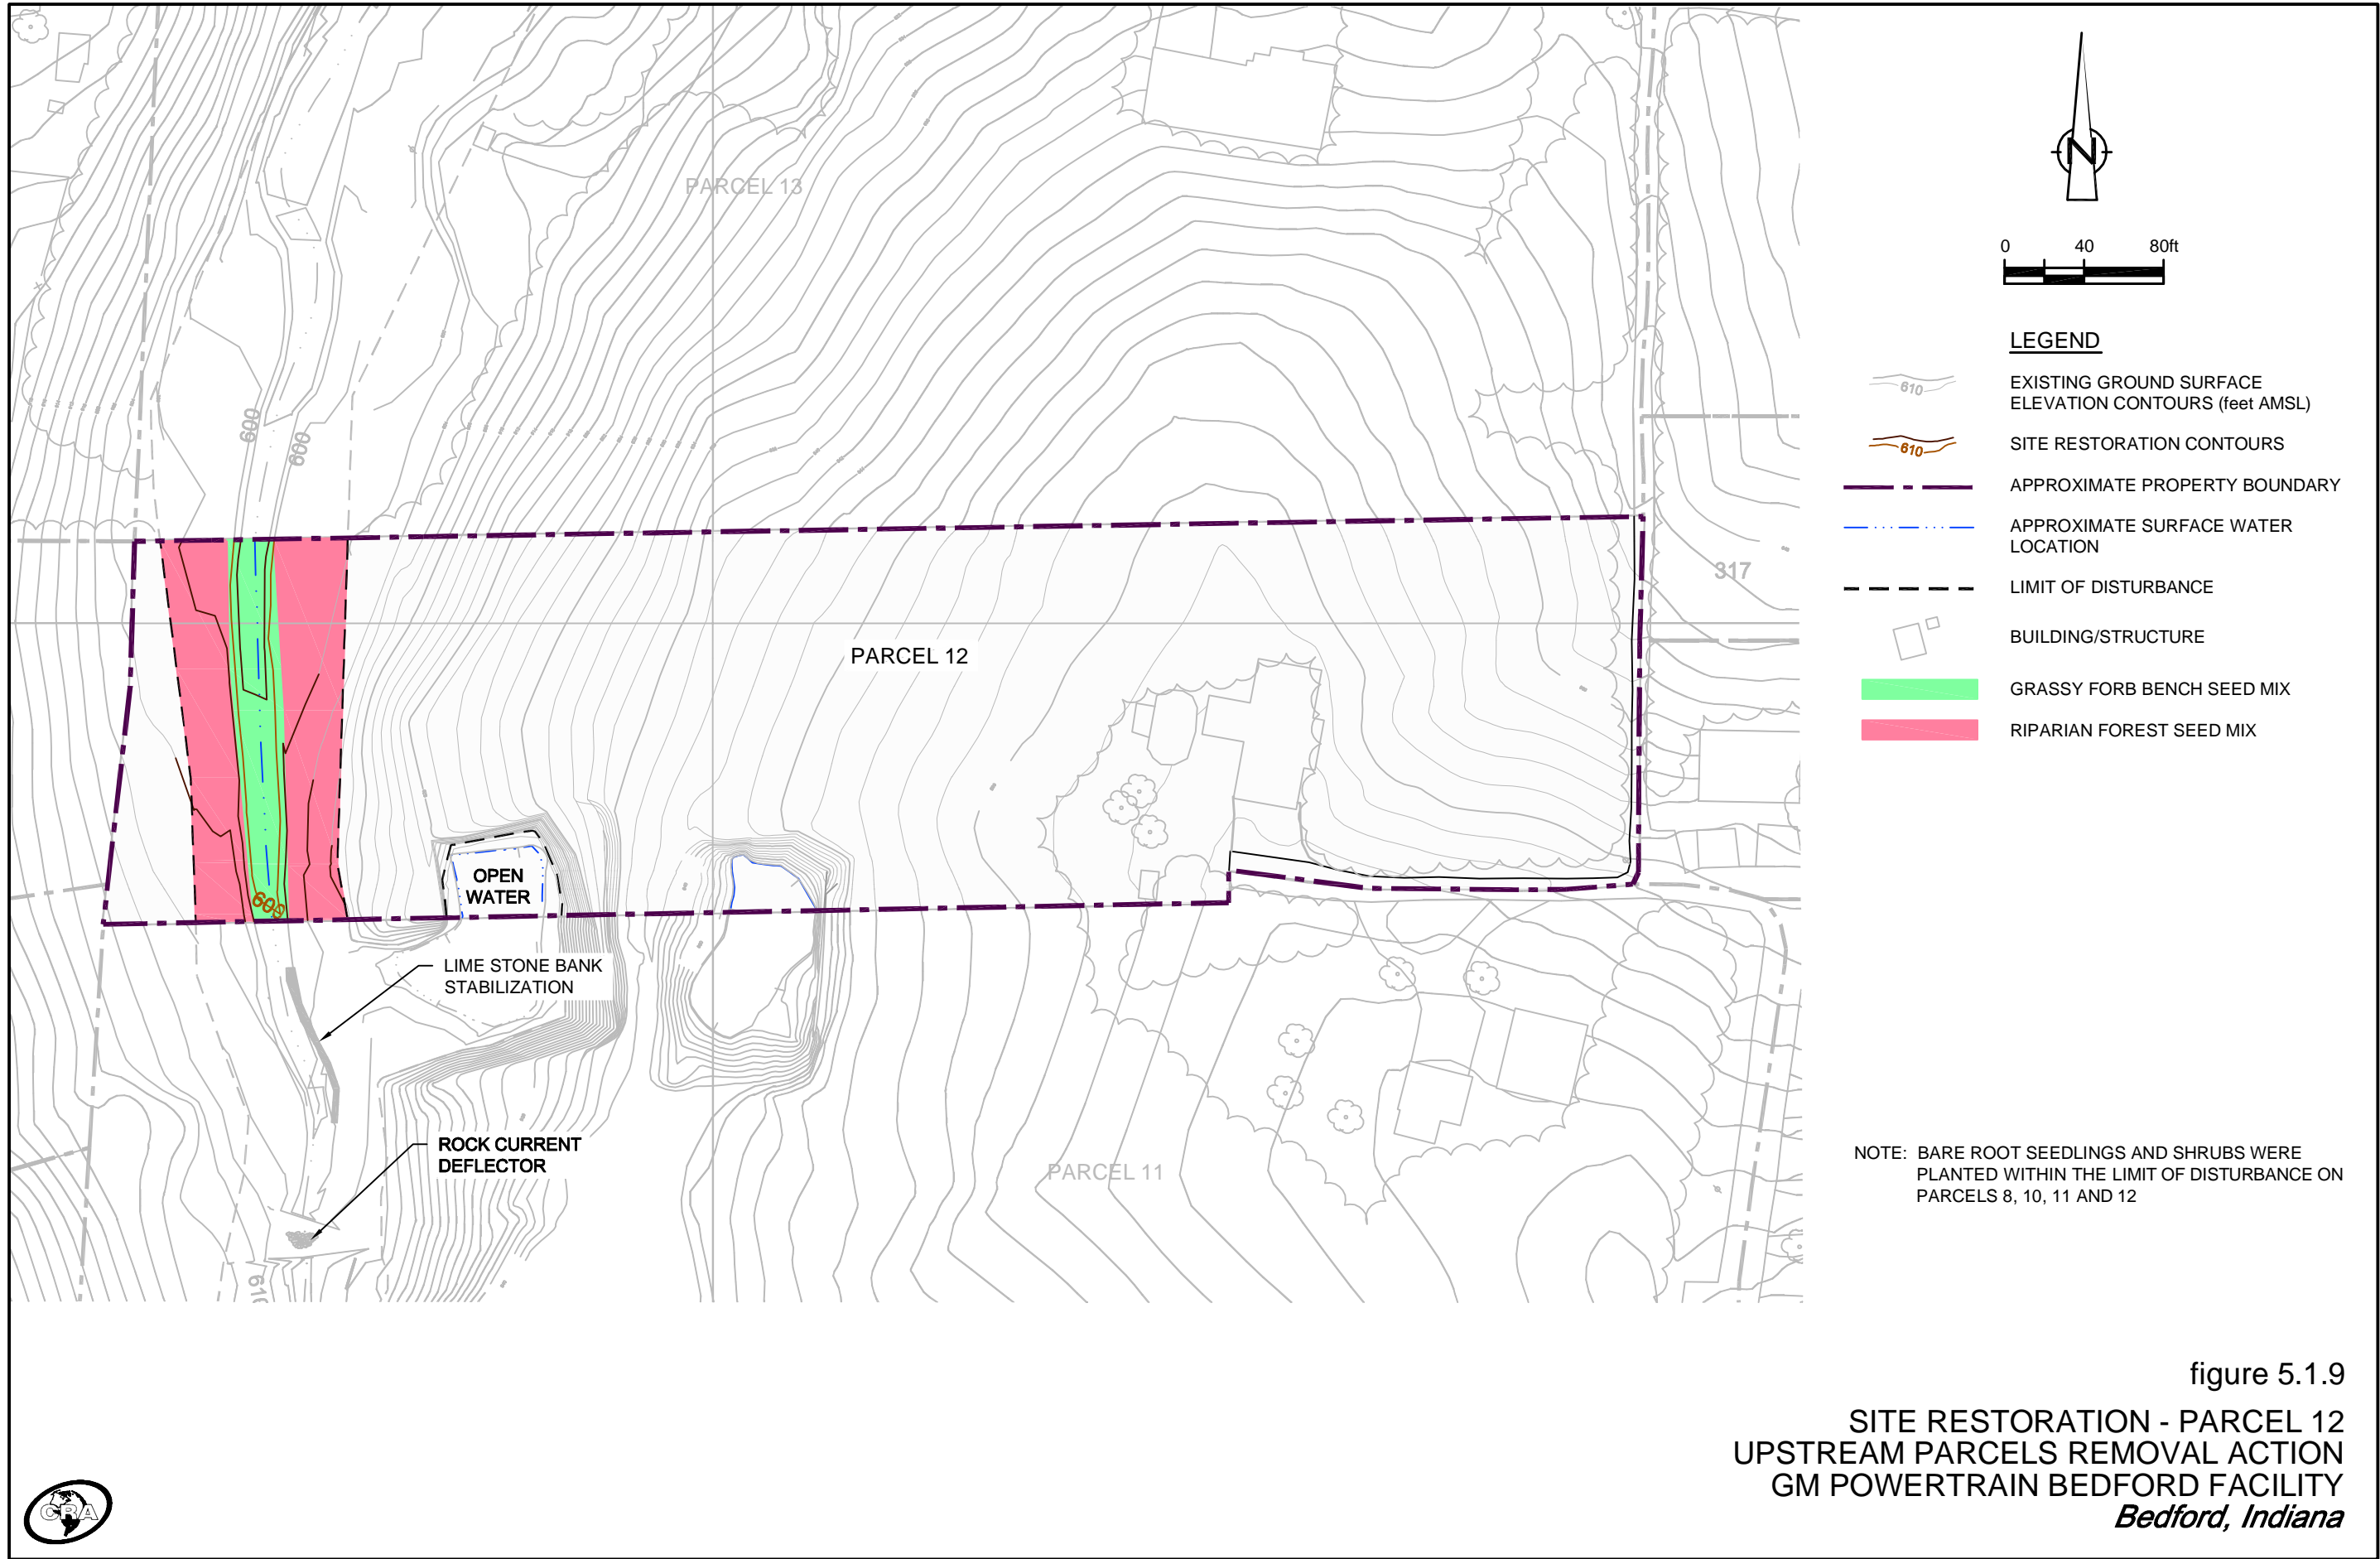 PARCEL 13
600
600
317
PARCEL 12
OPEN
WATER
600
LIME STONE BANK
STABILIZATION
ROCK CURRENT
DEFLECTOR
PARCEL 11
610
N
0 40 80ft
LEGEND
610
EXISTING GROUND SURFACE
ELEVATION CONTOURS (feet AMSL)
610
SITE RESTORATION CONTOURS
APPROXIMATE PROPERTY BOUNDARY
APPROXIMATE SURFACE WATER
LOCATION
LIMIT OF DISTURBANCE
BUILDING/STRUCTURE
GRASSY FORB BENCH SEED MIX
RIPARIAN FOREST SEED MIX
NOTE: BARE ROOT SEEDLINGS AND SHRUBS WERE
PLANTED WITHIN THE LIMIT OF DISTURBANCE ON
PARCELS 8, 10, 11 AND 12
figure 5.1.9
SITE RESTORATION - PARCEL 12
UPSTREAM PARCELS REMOVAL ACTION
GM POWERTRAIN BEDFORD FACILITY
Bedford, Indiana
CRA